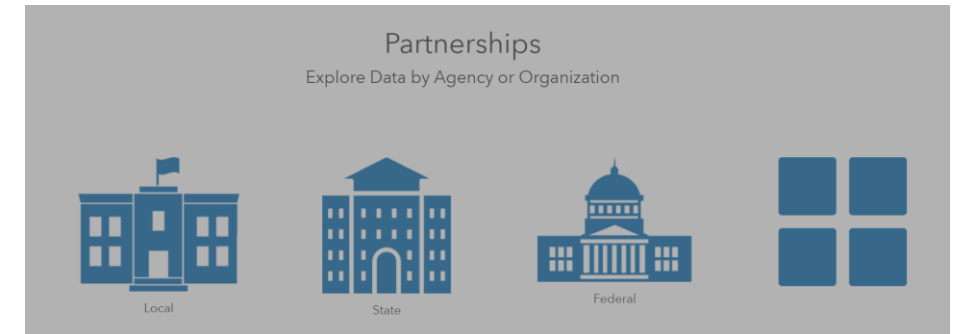 Partnerships
Explore Data by Agency or Organization
Local
State
Federal